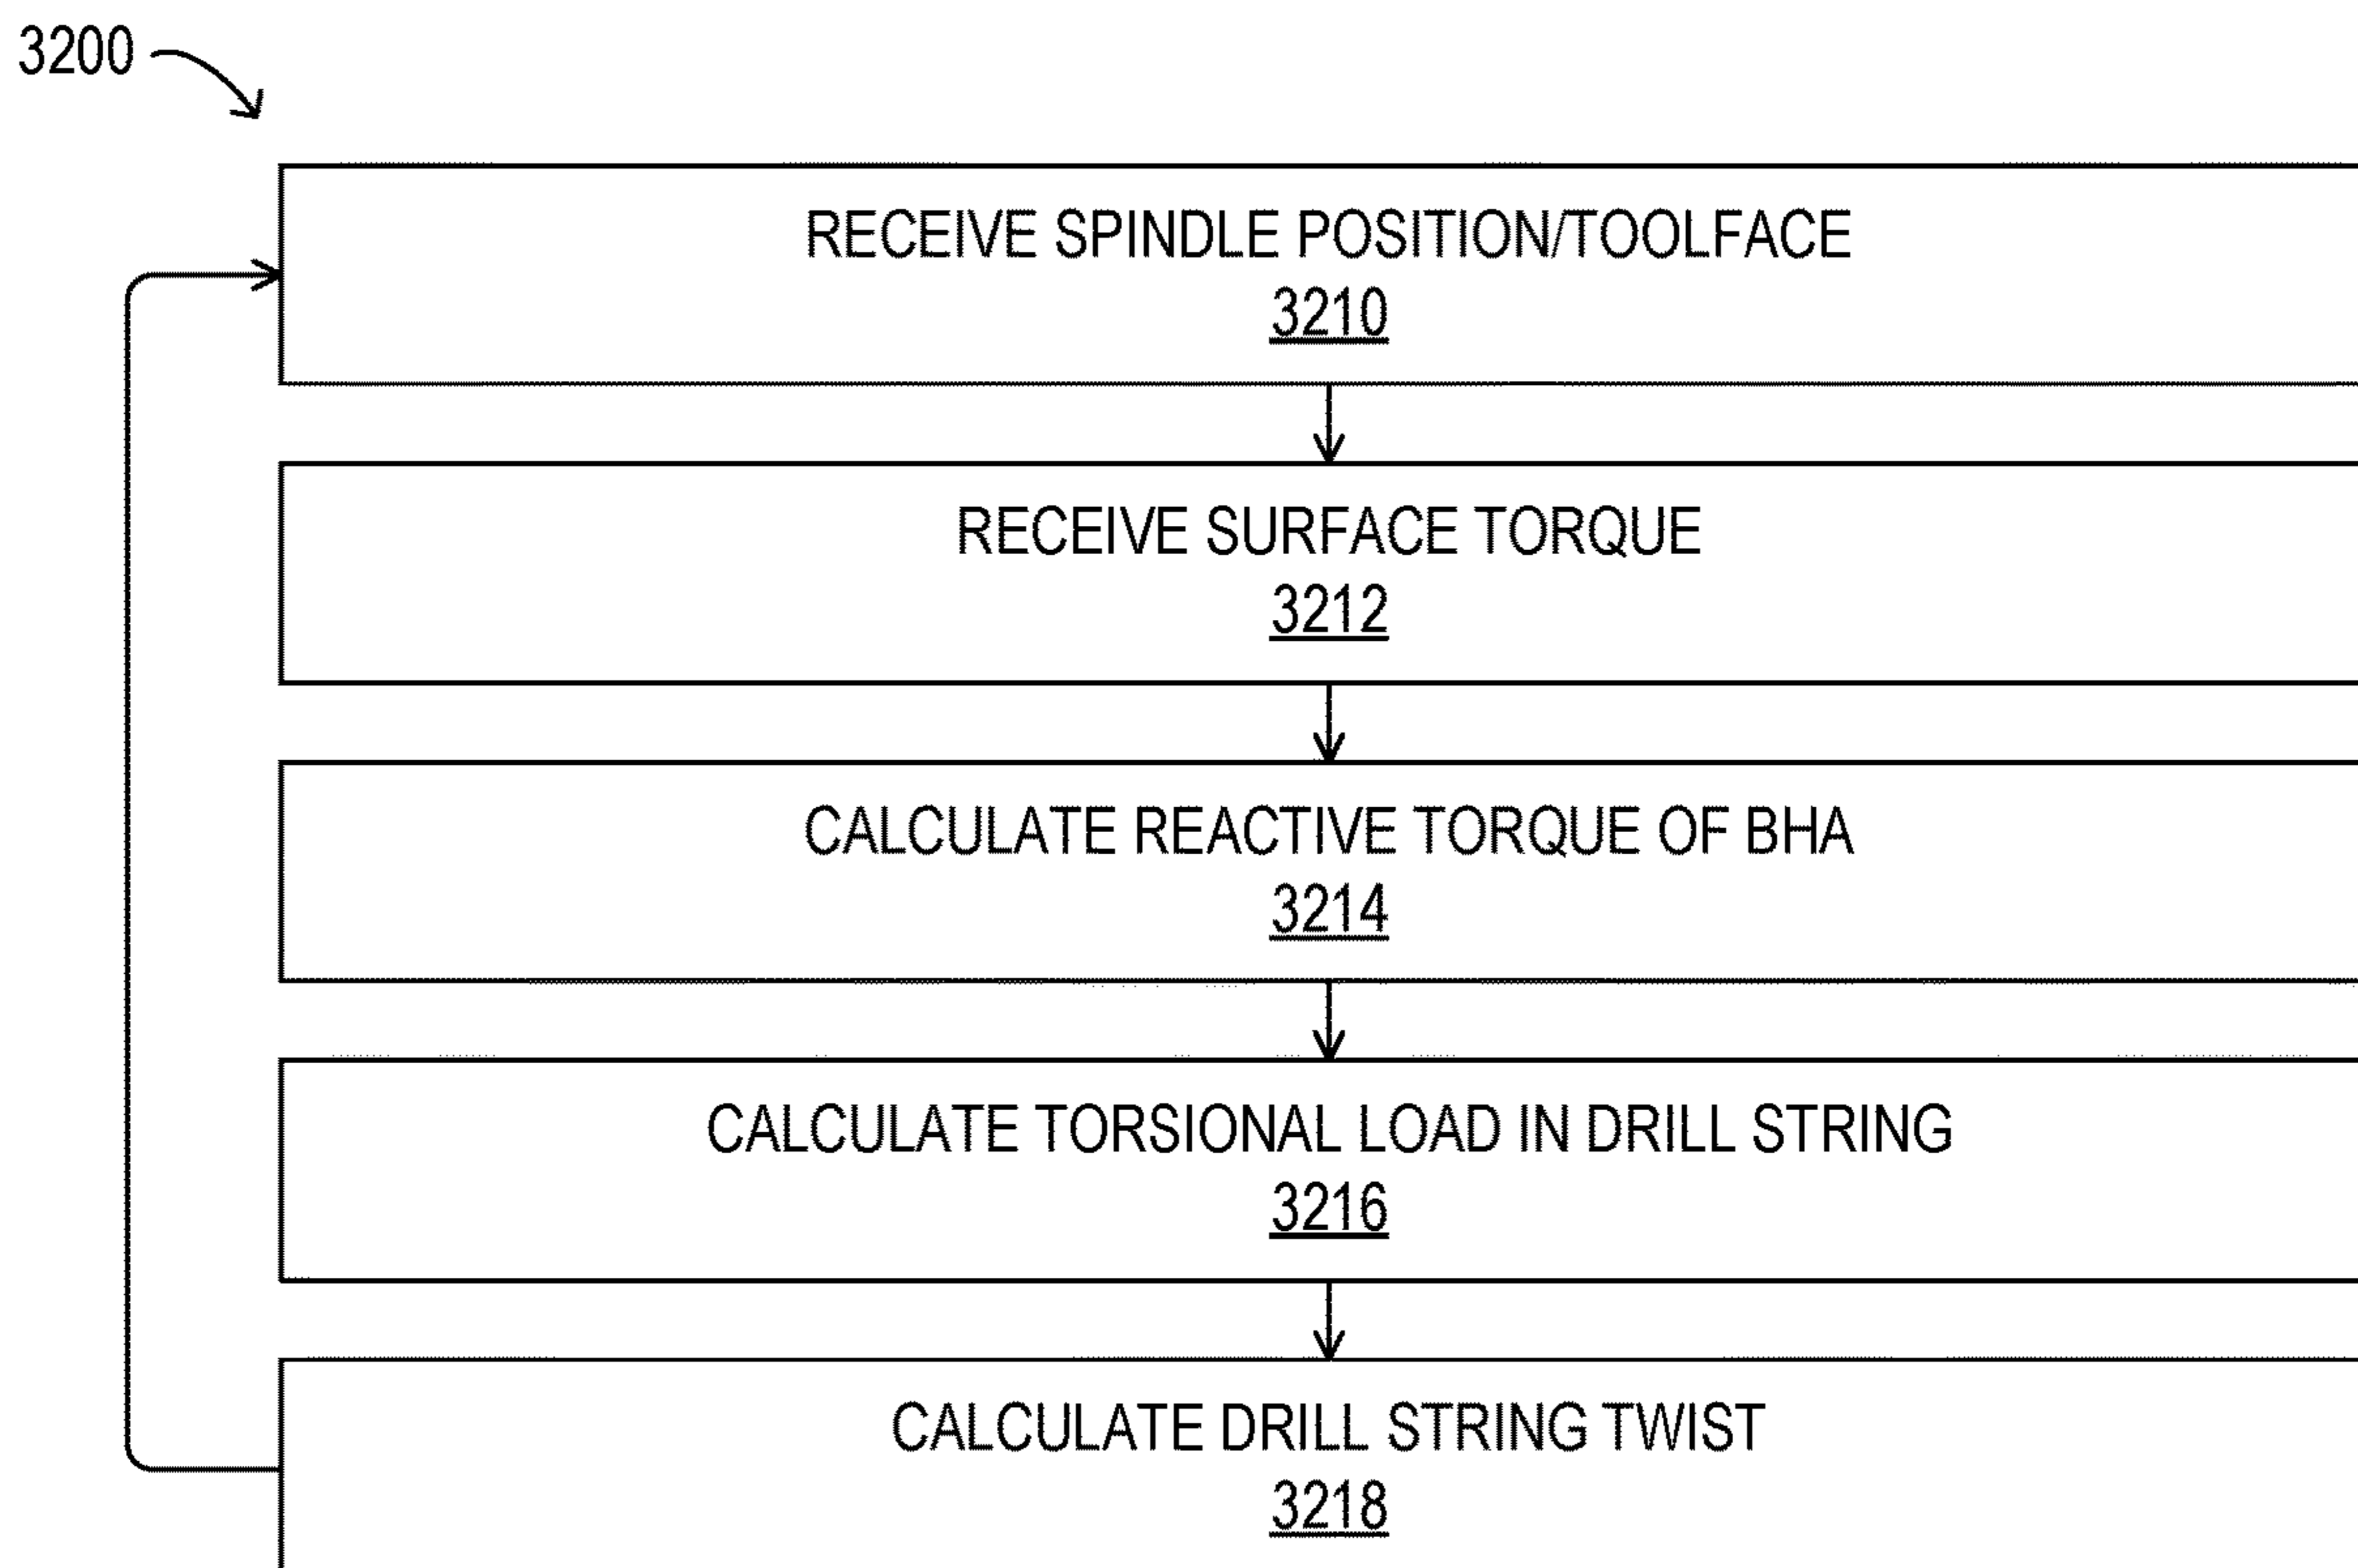 3200
RECEIVE SPINDLE POSITION/TOOLFACE
3210
RECEIVE SURFACE TORQUE
3212
CALCULATE REACTIVE TORQUE OF BHA
3214
CALCULATE TORSIONAL LOAD IN DRILL STRING
3216
CALCULATE DRILL STRING TWIST
3218